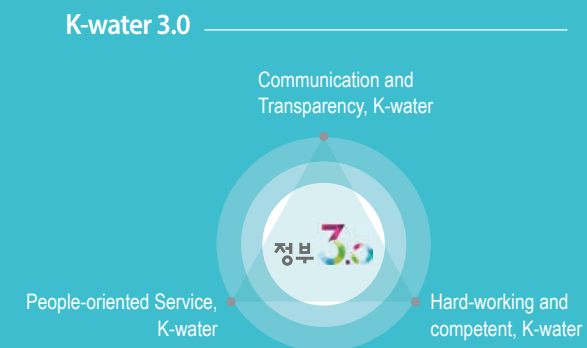 K-water 3.0
Communication and
Transparency, K-water
정부 3.0
People-oriented Service,
K-water
Hard-working and
competent, K-water